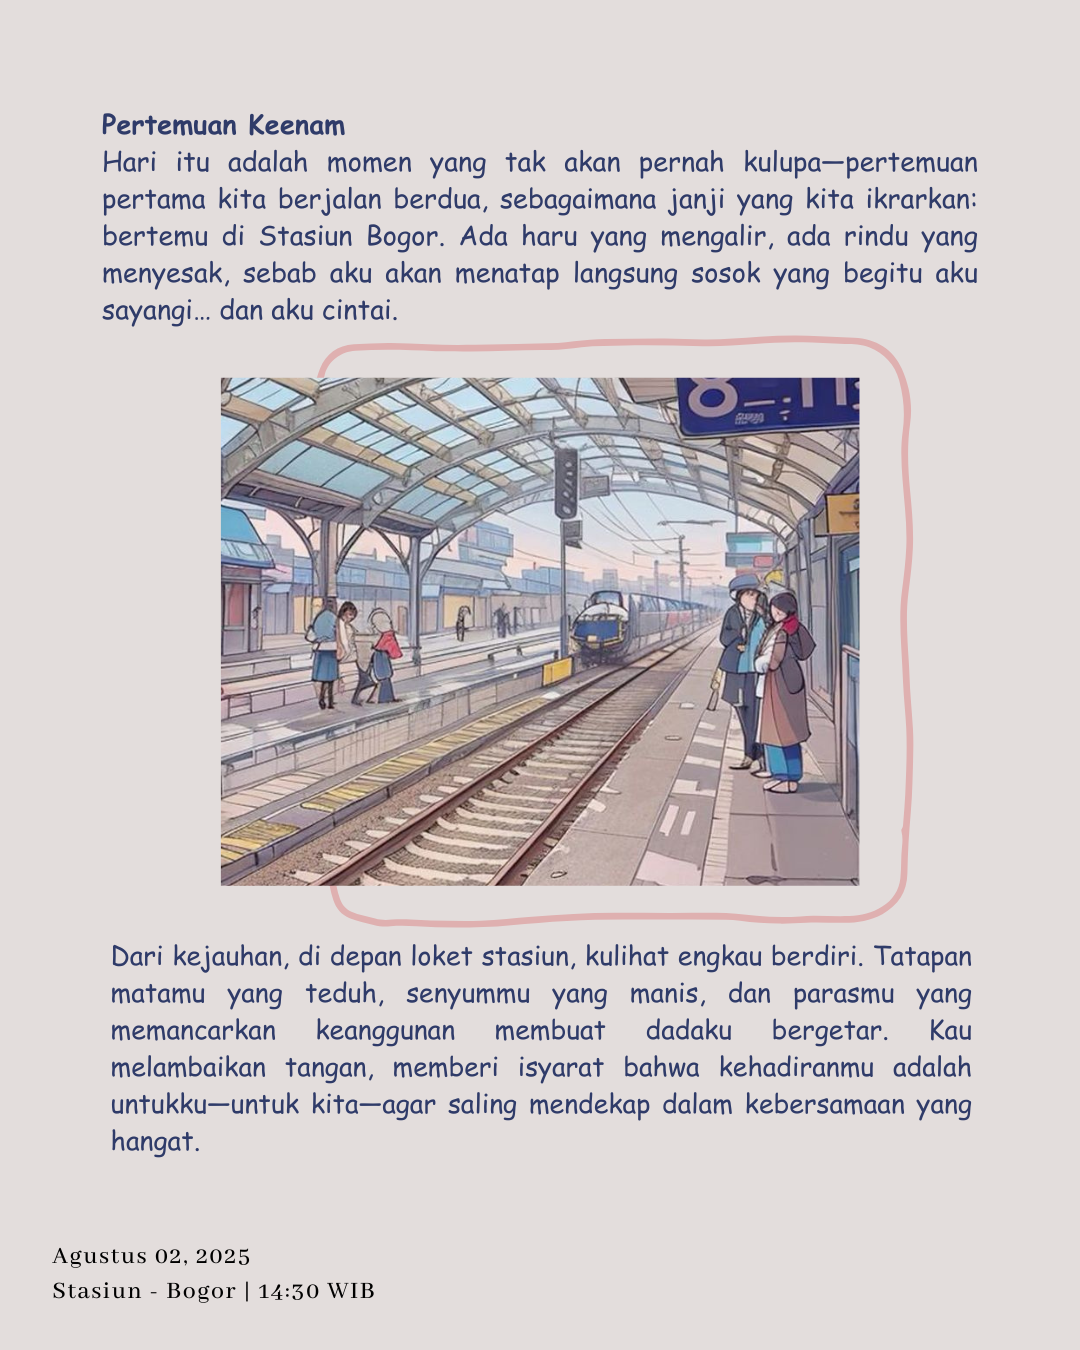 Pertemuan Keenam
Hari itu adalah momen yang tak akan pernah kulupa—pertemuan
pertama kita berjalan berdua, sebagaimana janji yang kita ikrarkan:
bertemu di Stasiun Bogor. Ada haru yang mengalir, ada rindu yang
menyesak, sebab aku akan menatap langsung sosok yang begitu aku
sayangi... dan aku cintai.
Dari kejauhan, di depan loket stasiun, kulihat engkau berdiri. Tatapan
matamu yang teduh, senyummu yang manis, dan parasmu yang
memancarkan keanggunan membuat dadaku bergetar. Kau
melambaikan tangan, memberi isyarat bahwa kehadiranmu adalah
untukku—untuk kita—agar saling mendekap dalam kebersamaan yang
hangat.
Agustus 02, 2025
Stasiun - Bogor | 14:30 WIB